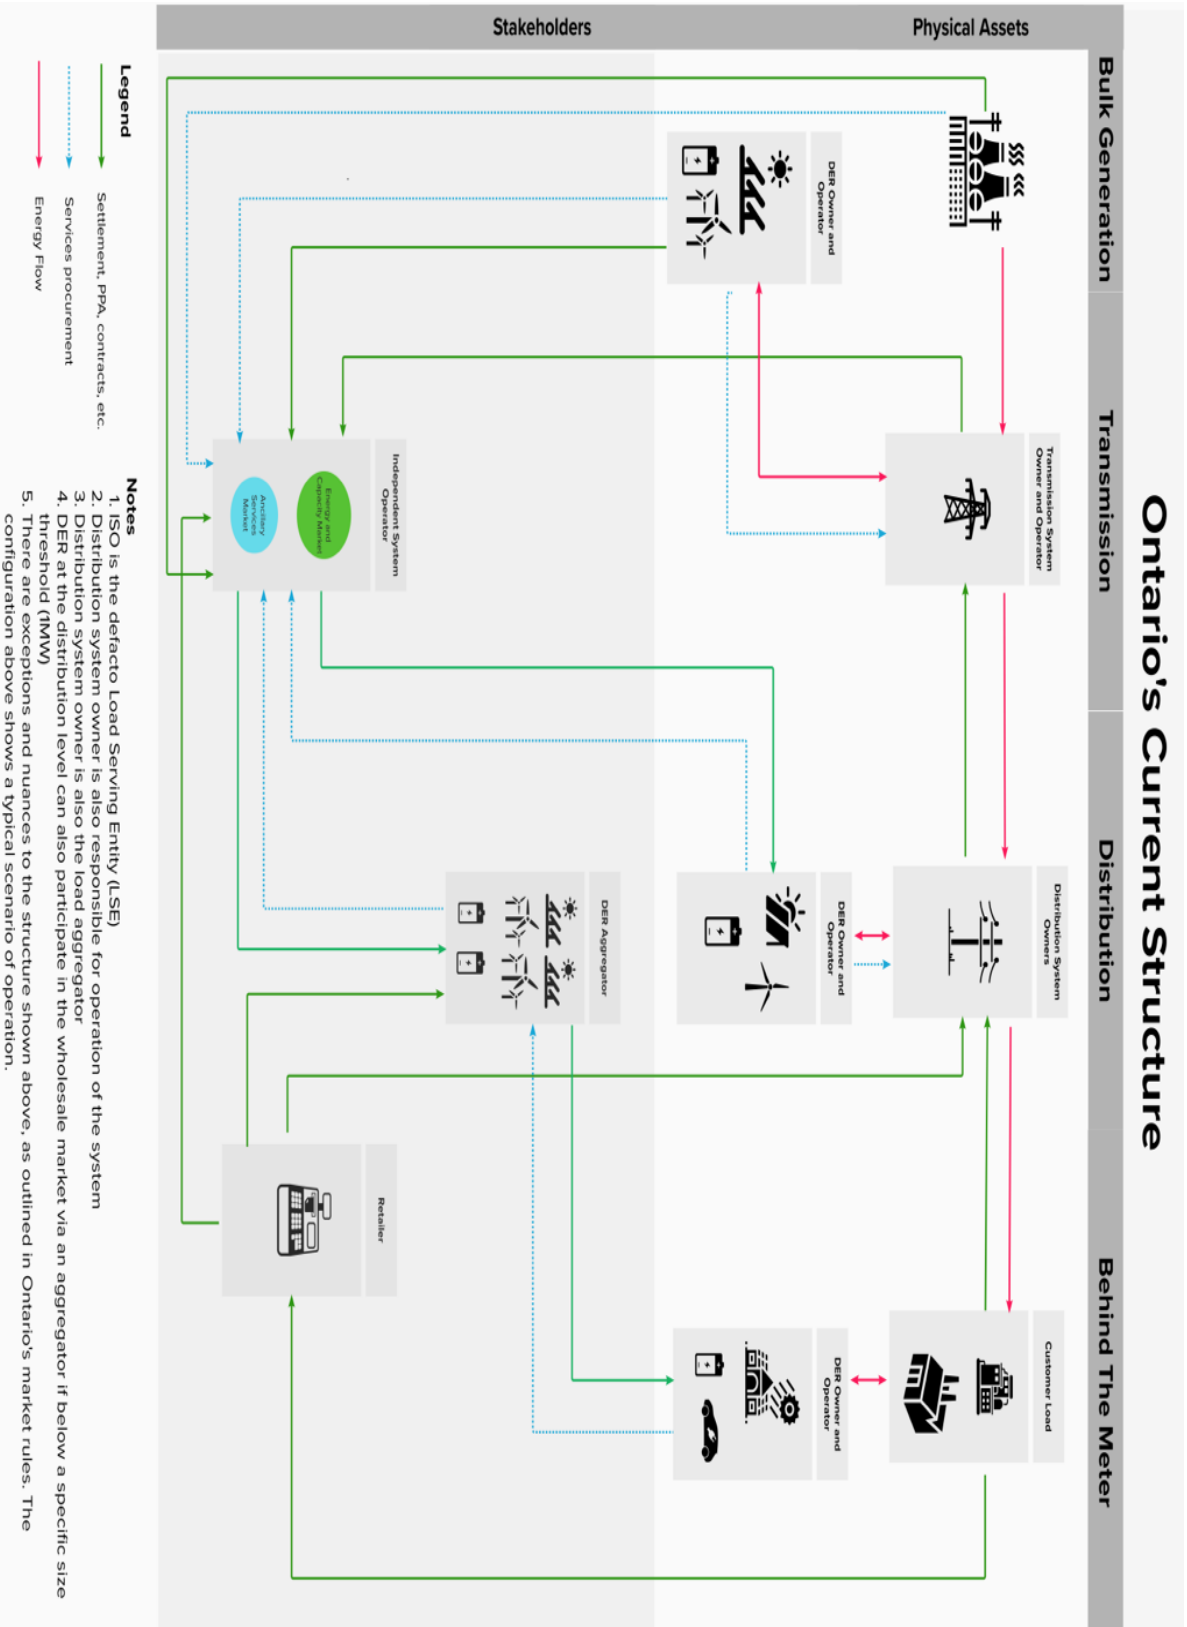 Ontario's Current Structure
Bulk Generation
Transmission
Distribution
Behind The Meter
Physical Assets
Stakeholders
Transmission System
Owner and Operator
Distribution System
Owners
Customer Load
DER Owner and
Operator
DER Owner and
Operator
DER Owner and
Operator
DER Aggregator
Independent System
Operator
Energy and
Capacity Market
Ancillary
Services
Market
Retailer
Legend
Settlement, PPA, contracts, etc.
Services procurement
Energy Flow
Notes
1. ISO is the defacto Load Serving Entity (LSE)
2. Distribution system owner is also responsible for operation of the system
3. Distribution system owner is also the load aggregator
4. DER at the distribution level can also participate in the wholesale market via an aggregator if below a specific size
threshold (1MW)
5. There are exceptions and nuances to the structure shown above, as outlined in Ontario's market rules. The
configuration above shows a typical scenario of operation.